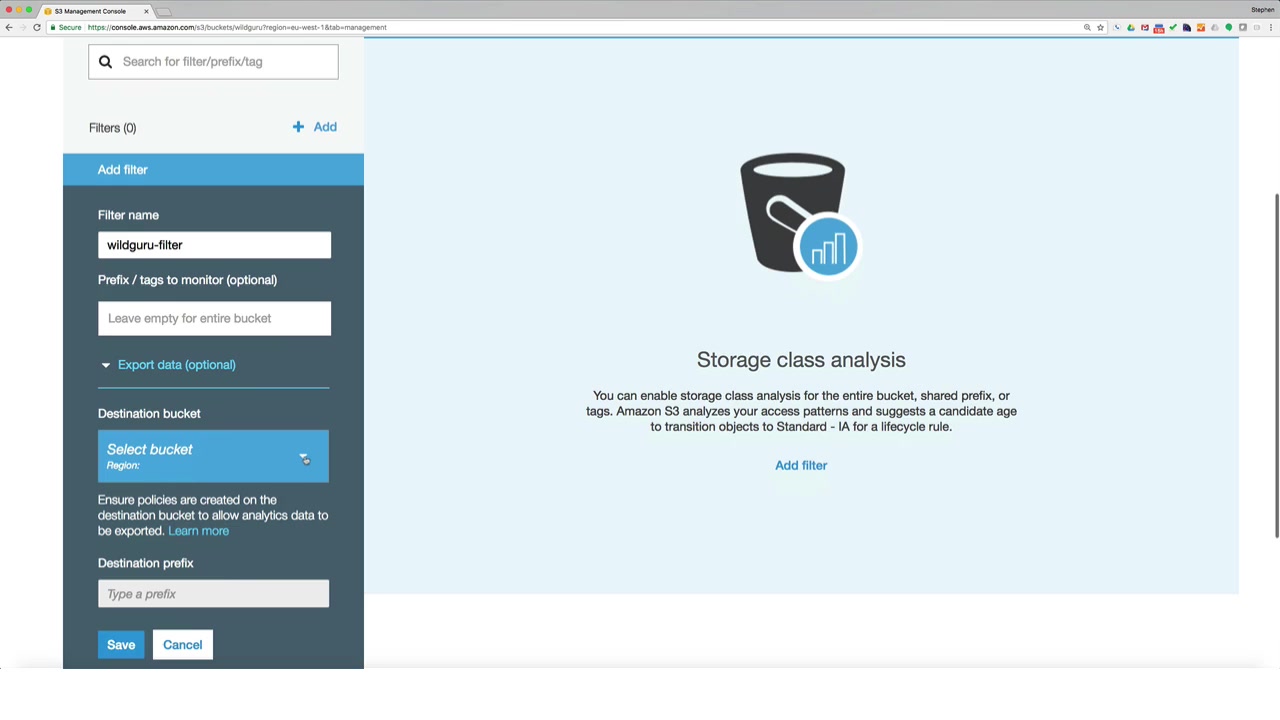 S3 Management Console
Stephen
Secure
https://console.aws.amazon.com/s3/buckets/wildguru?region=eu-west-1&tab=management
Search for filter/prefix/tag
Filters (0)
Add
Add filter
Filter name
wildguru-filter
Prefix / tags to monitor (optional)
Leave empty for entire bucket
Export data (optional)
Destination bucket
Select bucket
Region:
Ensure policies are created on the
destination bucket to allow analytics data to
be exported. Learn more
Destination prefix
Type a prefix
Save
Cancel
Storage class analysis
You can enable storage class analysis for the entire bucket, shared prefix, or
tags. Amazon S3 analyzes your access patterns and suggests a candidate age
to transition objects to Standard - IA for a lifecycle rule.
Add filter